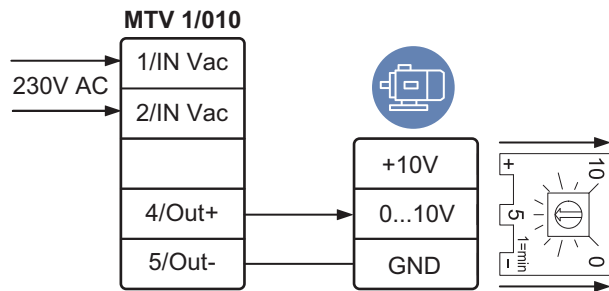 MTV 1/010
1/IN Vac
230V AC
2/IN Vac
4/Out+
5/Out-
+10V
0...10V
GND
+
5
-
1=min
10
0